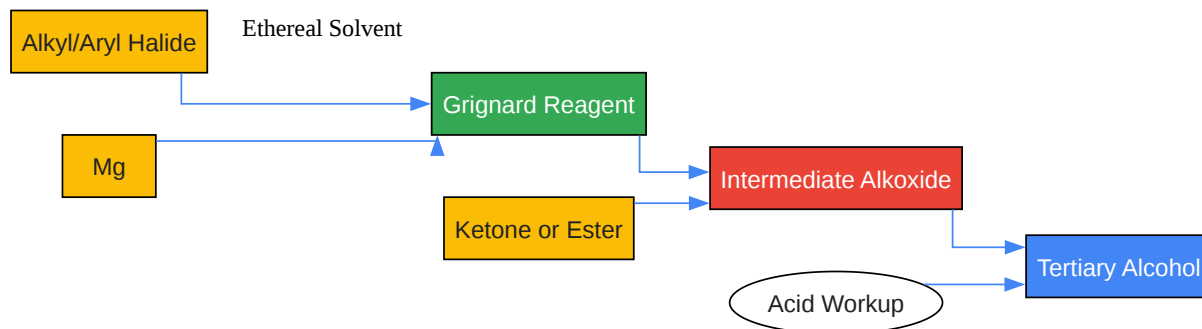 Ethereal Solvent
Alkyl/Aryl Halide
Grignard Reagent
Mg
Intermediate Alkoxide
Ketone or Ester
Tertiary Alcohol
Acid Workup